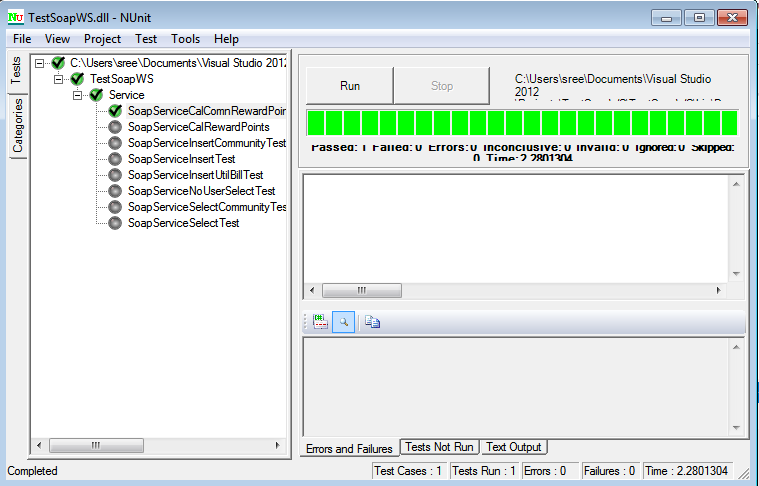 Nu TestSoapWS.dll - NUnit
File View Project Test Tools Help
Tests
Categories
C:\Users\sree\Documents\Visual Studio 2012
TestSoapWS
Service
SoapServiceCalComnRewardPoin
SoapServiceCalRewardPoints
SoapServiceInsertCommunityTest
SoapServiceInsertTest
SoapServiceInsertUtilBillTest
SoapServiceNoUserSelectTest
SoapServiceSelectCommunityTes
SoapServiceSelectTest
Run
Stop
C:\Users\sree\Documents\Visual Studio
2012
Passed: 1 Failed: 0 Errors: 0 Inconclusive: 0 Invalid: 0 Ignored: 0 Skipped:
0 Time: 2.2801304
Errors and Failures
Tests Not Run
Text Output
Completed
Test Cases : 1
Tests Run : 1
Errors : 0
Failures : 0
Time : 2.2801304